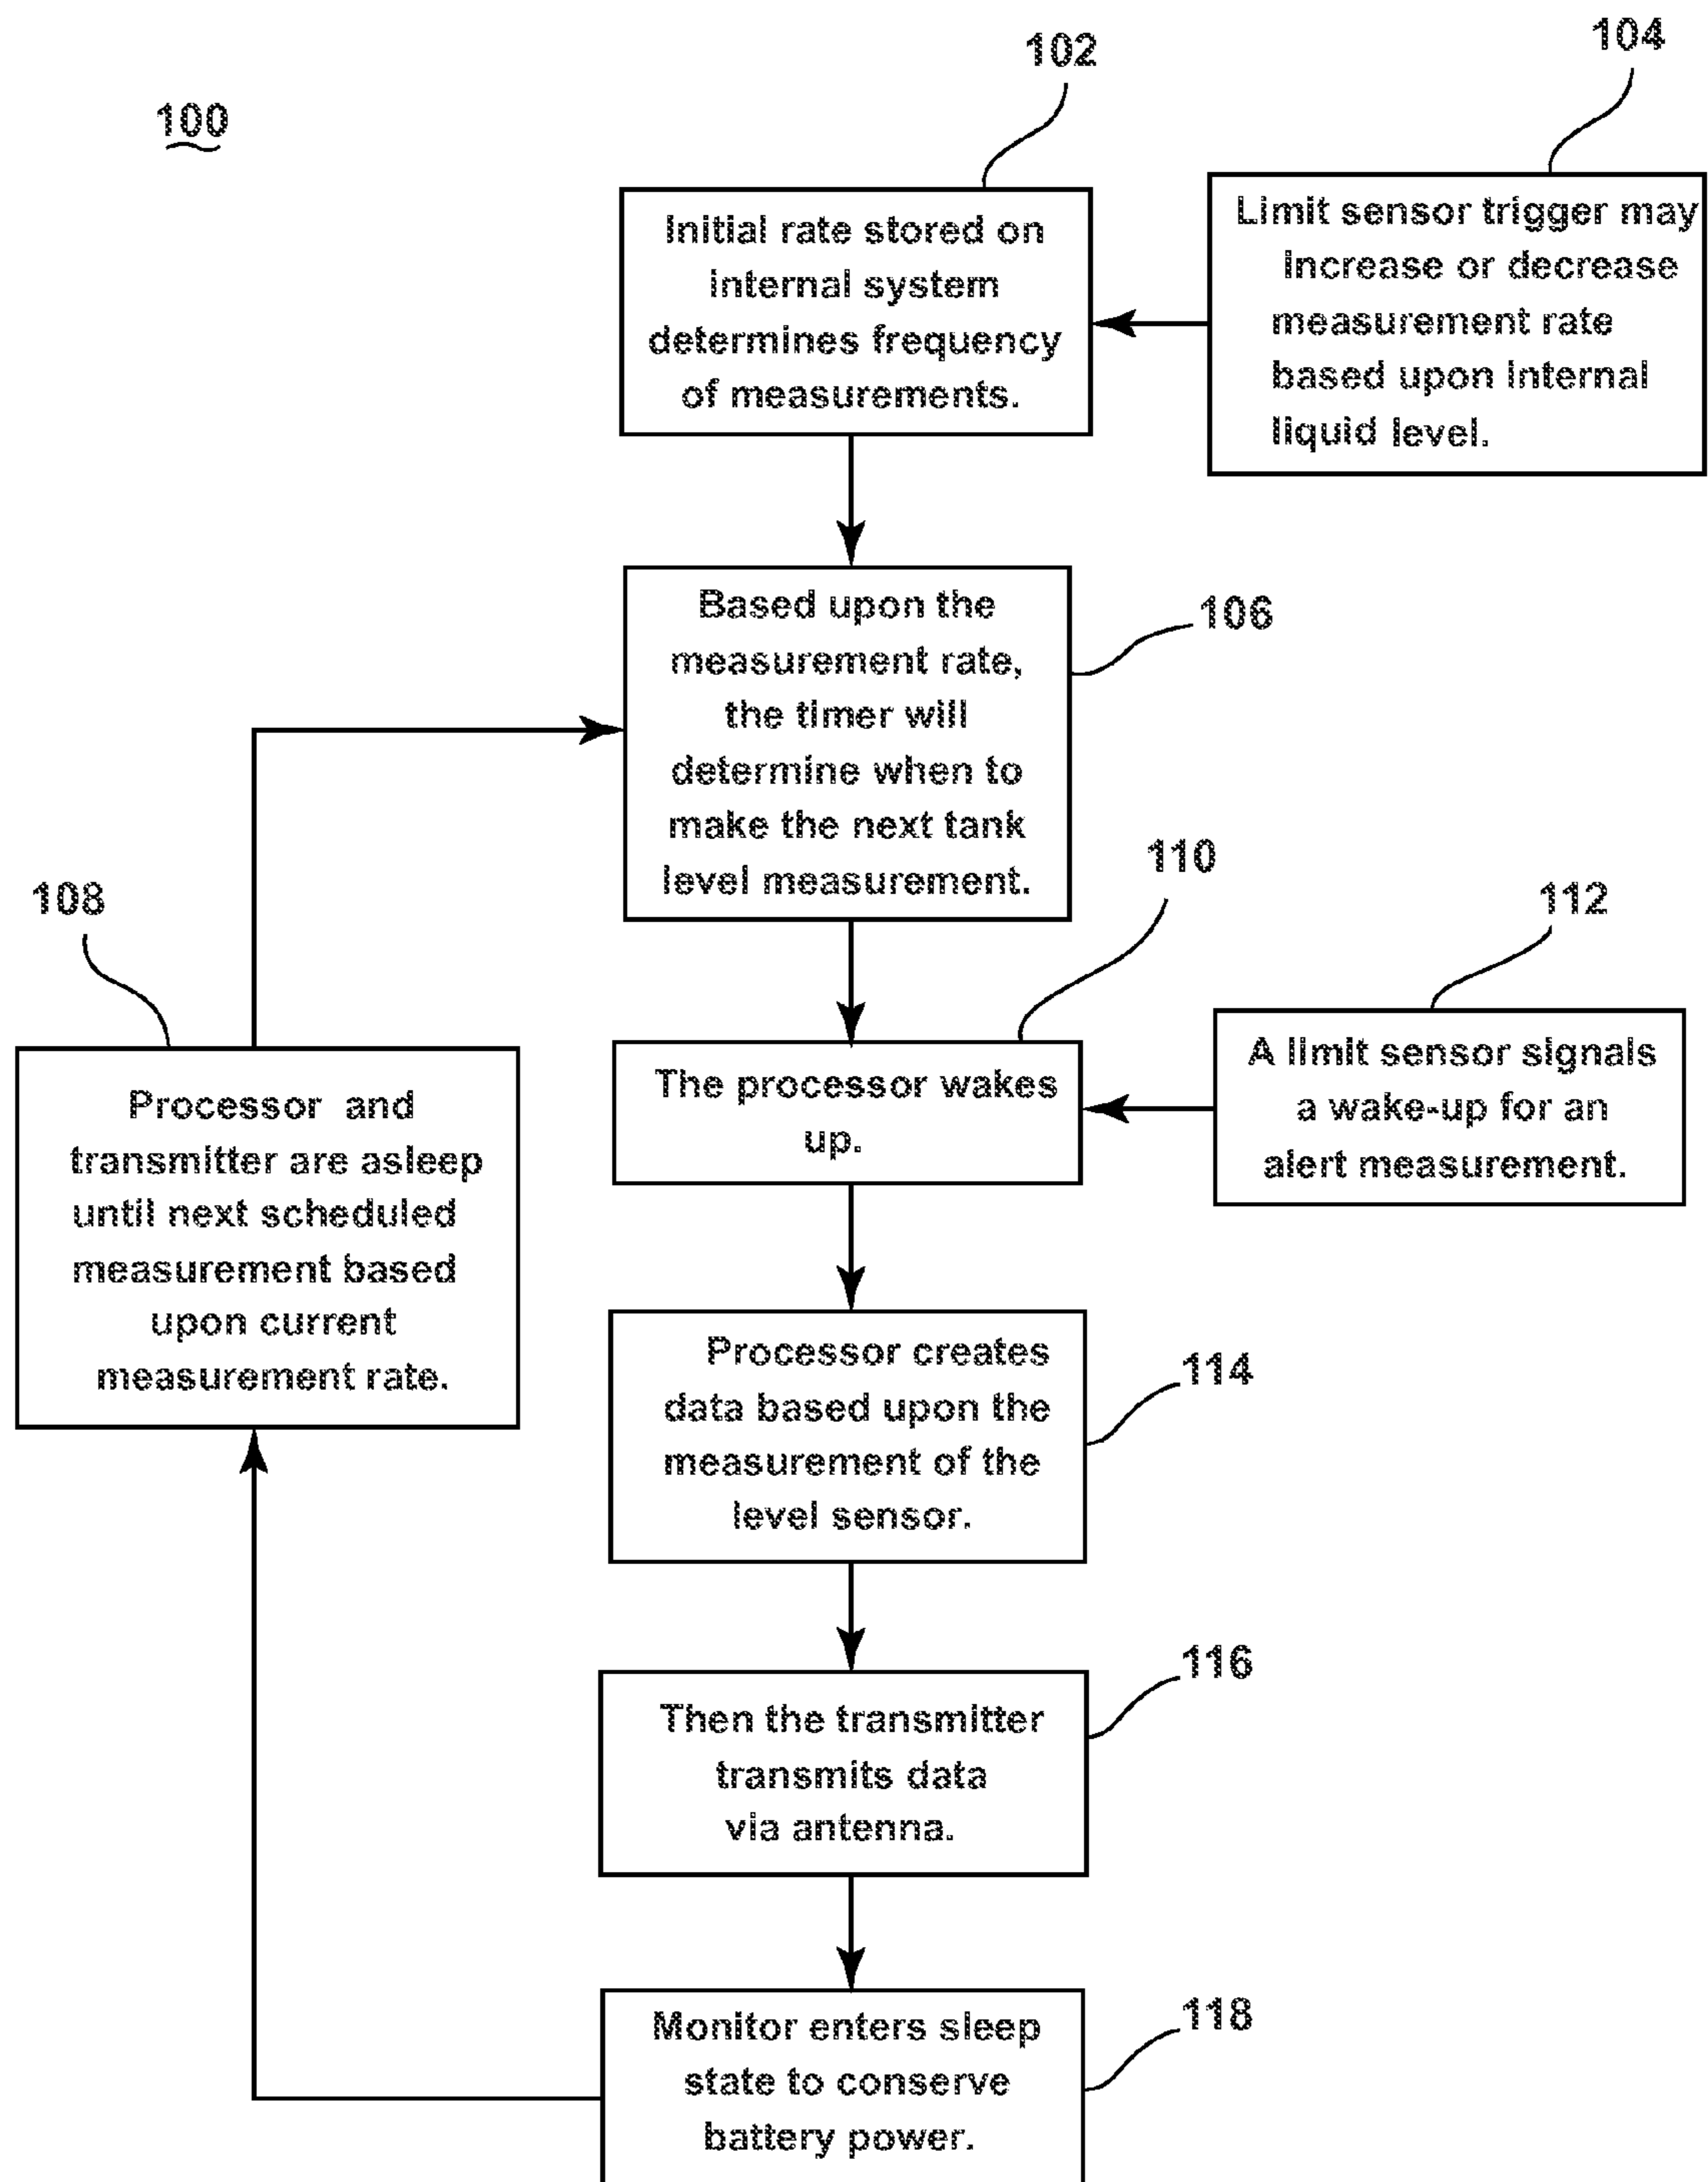 100
102
104
Initial rate stored on
internal system
determines frequency
of measurements.
Limit sensor trigger may
increase or decrease
measurement rate
based upon internal
liquid level.
Based upon the
measurement rate,
the timer will
determine when to
make the next tank
level measurement.
106
108
Processor and
transmitter are asleep
until next scheduled
measurement based
upon current
measurement rate.
110
The processor wakes
up.
112
A limit sensor signals
a wake-up for an
alert measurement.
Processor creates
data based upon the
measurement of the
level sensor.
114
Then the transmitter
transmits data
via antenna.
116
Monitor enters sleep
state to conserve
battery power.
118